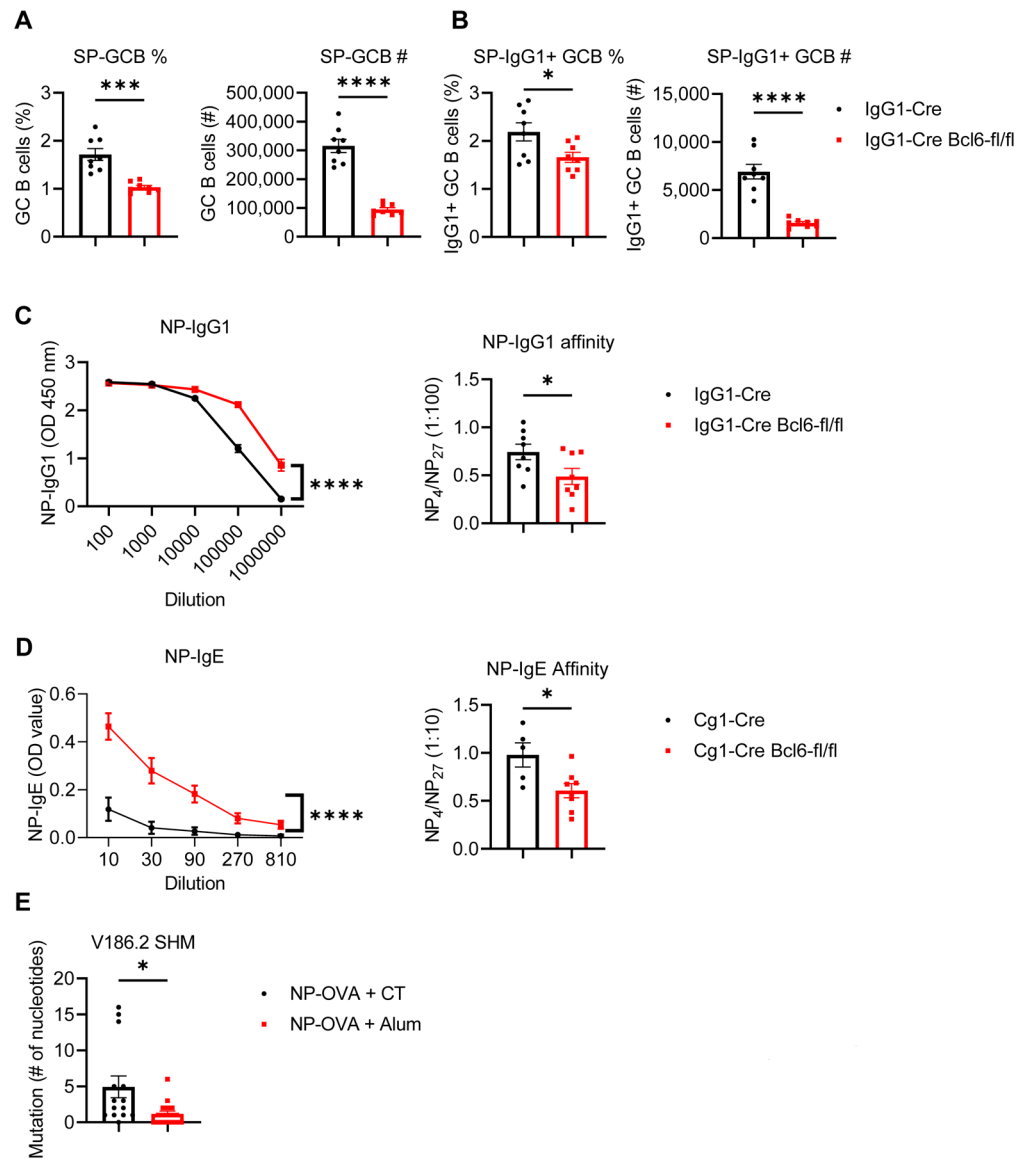 A
SP-GCB %
GC B cells (%)
3
2
1
0
***
SP-GCB #
GC B cells (#)
500,000
400,000
300,000
200,000
100,000
0
****
B
SP-IgG1+ GCB %
IgG1+ GC B cells (%)
3
2
1
0
*
SP-IgG1+ GCB #
IgG1+ GC B cells (#)
15,000
10,000
5,000
0
****
IgG1-Cre
IgG1-Cre Bcl6-fl/fl
C
NP-IgG1
NP-IgG1 (OD 450 nm)
3
2
1
0
100
1000
10000
100000
1000000
Dilution
****
NP-IgG1 affinity
NP4/NP27 (1:100)
1.5
1.0
0.5
0.0
*
IgG1-Cre
IgG1-Cre Bcl6-fl/fl
D
NP-IgE
NP-IgE (OD value)
0.6
0.4
0.2
0.0
10
30
90
270
810
Dilution
****
NP-IgE Affinity
NP4/NP27 (1:10)
1.5
1.0
0.5
0.0
*
Cg1-Cre
Cg1-Cre Bcl6-fl/fl
E
V186.2 SHM
Mutation (# of nucleotides)
20
15
10
5
0
*
NP-OVA + CT
NP-OVA + Alum